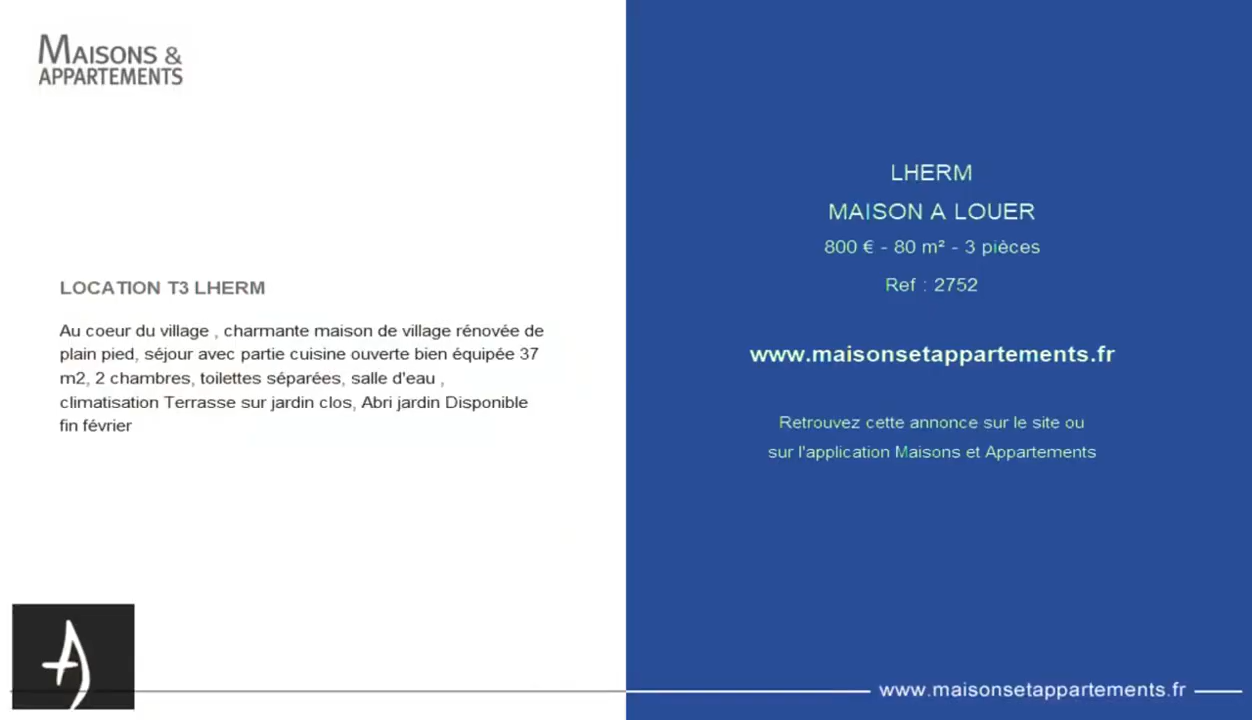 MAISONS &
APPARTEMENTS
LOCATION T3 LHERM
Au coeur du village , charmante maison de village rénovée de
plain pied, séjour avec partie cuisine ouverte bien équipée 37
m2, 2 chambres, toilettes séparées, salle d'eau ,
climatisation Terrasse sur jardin clos, Abri jardin Disponible
fin février
LHERM
MAISON A LOUER
800 € - 80 m² - 3 pièces
Ref : 2752
www.maisonsetappartements.fr
Retrouvez cette annonce sur le site ou
sur l'application Maisons et Appartements
www.maisonsetappartements.fr